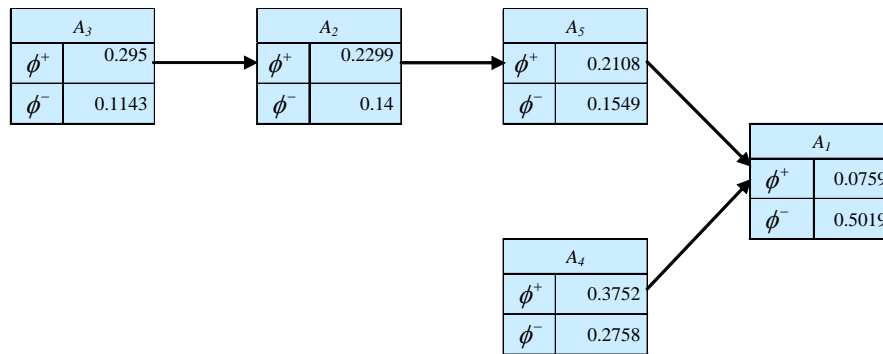 A3
ϕ+ 0.295
ϕ− 0.1143
A2
ϕ+ 0.2299
ϕ− 0.14
A5
ϕ+ 0.2108
ϕ− 0.1549
A1
ϕ+ 0.0759
ϕ− 0.5019
A4
ϕ+ 0.3752
ϕ− 0.2758